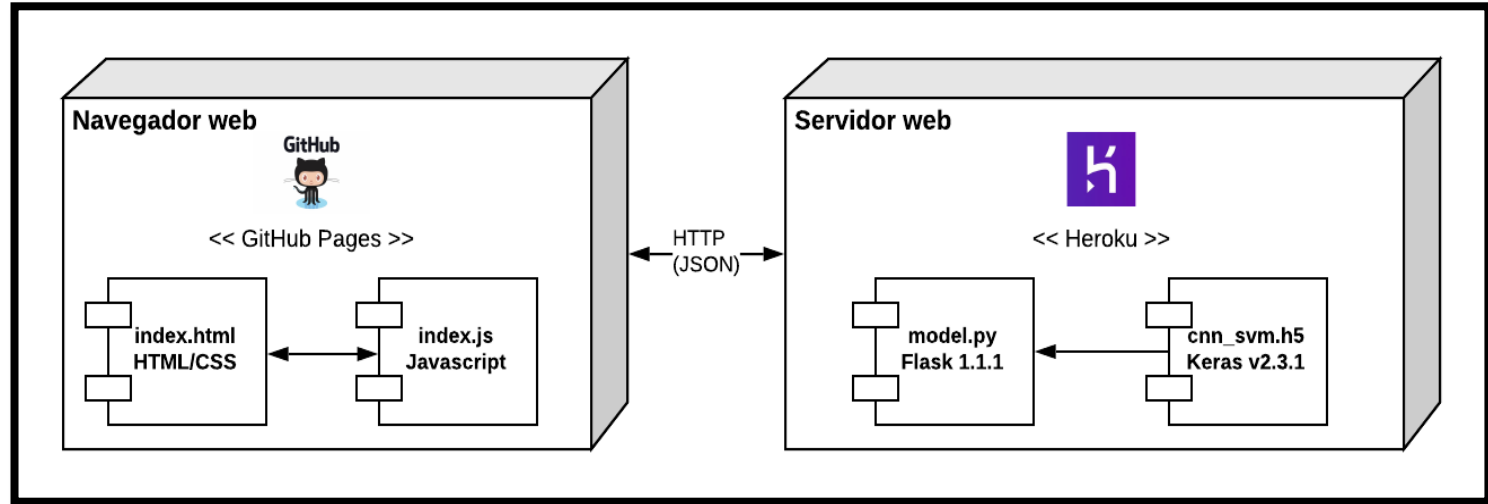 Navegador web
GitHub
<< GitHub Pages >>
index.html
HTML/CSS
index.js
Javascript
HTTP
(JSON)
Servidor web
<< Heroku >>
model.py
Flask 1.1.1
cnn_svm.h5
Keras v2.3.1